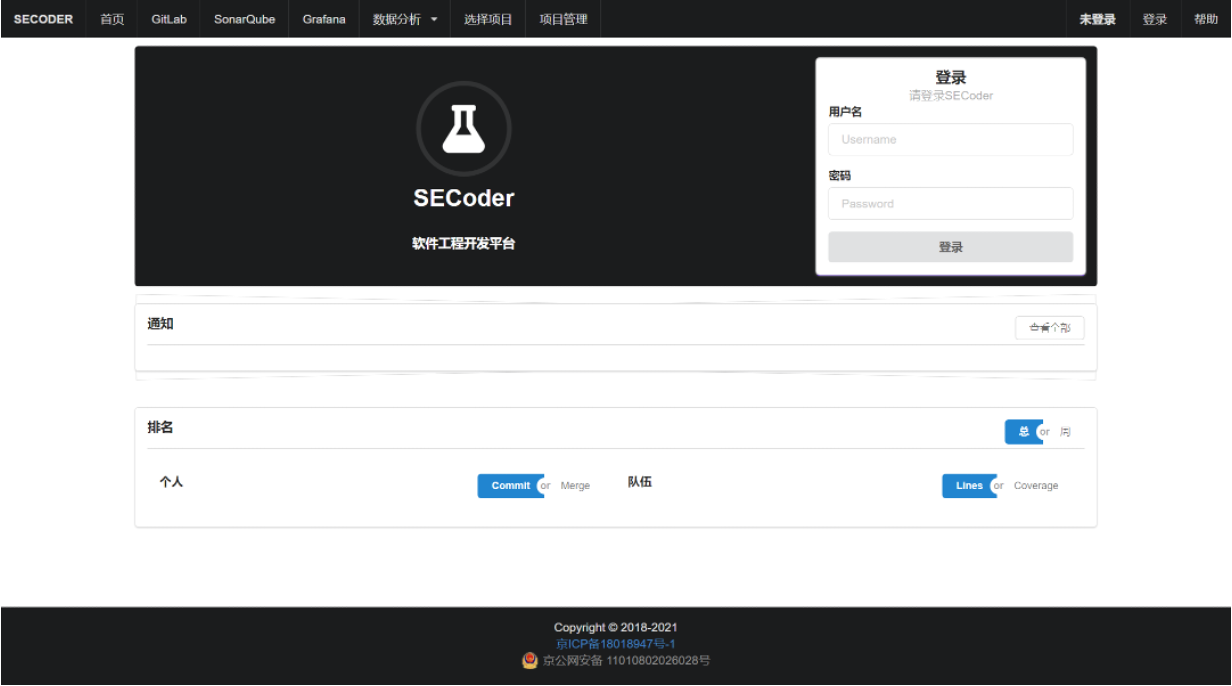 SECODER 首页 GitLab SonarQube Grafana 数据分析 选择项目 项目管理 未登录 登录 帮助
SECoder
软件工程开发平台
登录
请登录SECoder
用户名
Username
密码
Password
登录
通知 查看全部
排名 总 or 周
个人 Commit or Merge 队伍 Lines or Coverage
Copyright © 2018-2021
京ICP备18018947号-1
京公网安备 11010802026028号